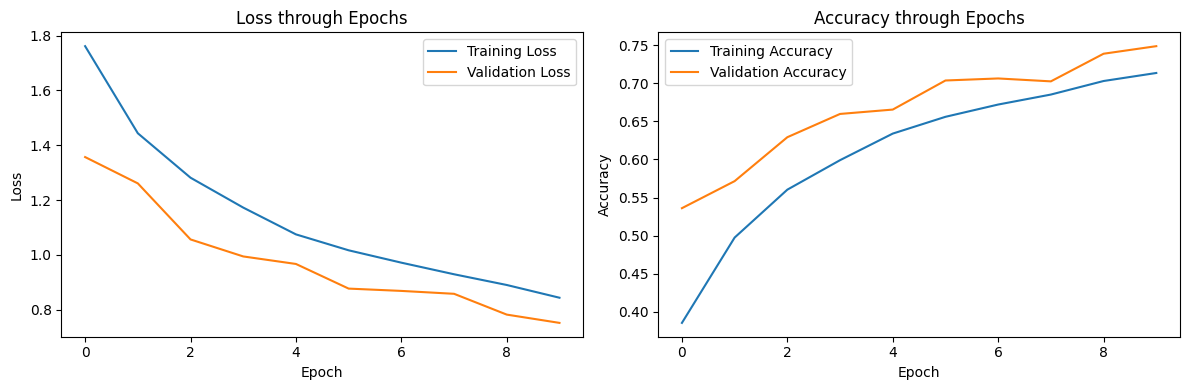 Loss through Epochs
1.8
1.6
1.4
1.2
1.0
0.8
Loss
Training Loss
Validation Loss
0 2 4 6 8
Epoch
Accuracy through Epochs
0.75
0.70
0.65
0.60
0.55
0.50
0.45
0.40
Accuracy
Training Accuracy
Validation Accuracy
0 2 4 6 8
Epoch